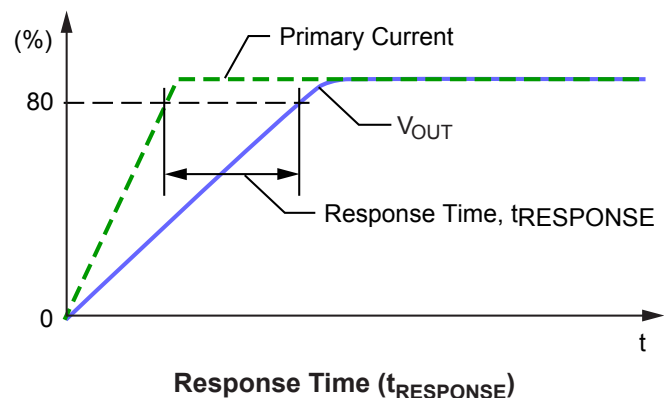 (%)
Primary Current
80
VOUT
Response Time, tRESPONSE
0
t
Response Time (tRESPONSE)